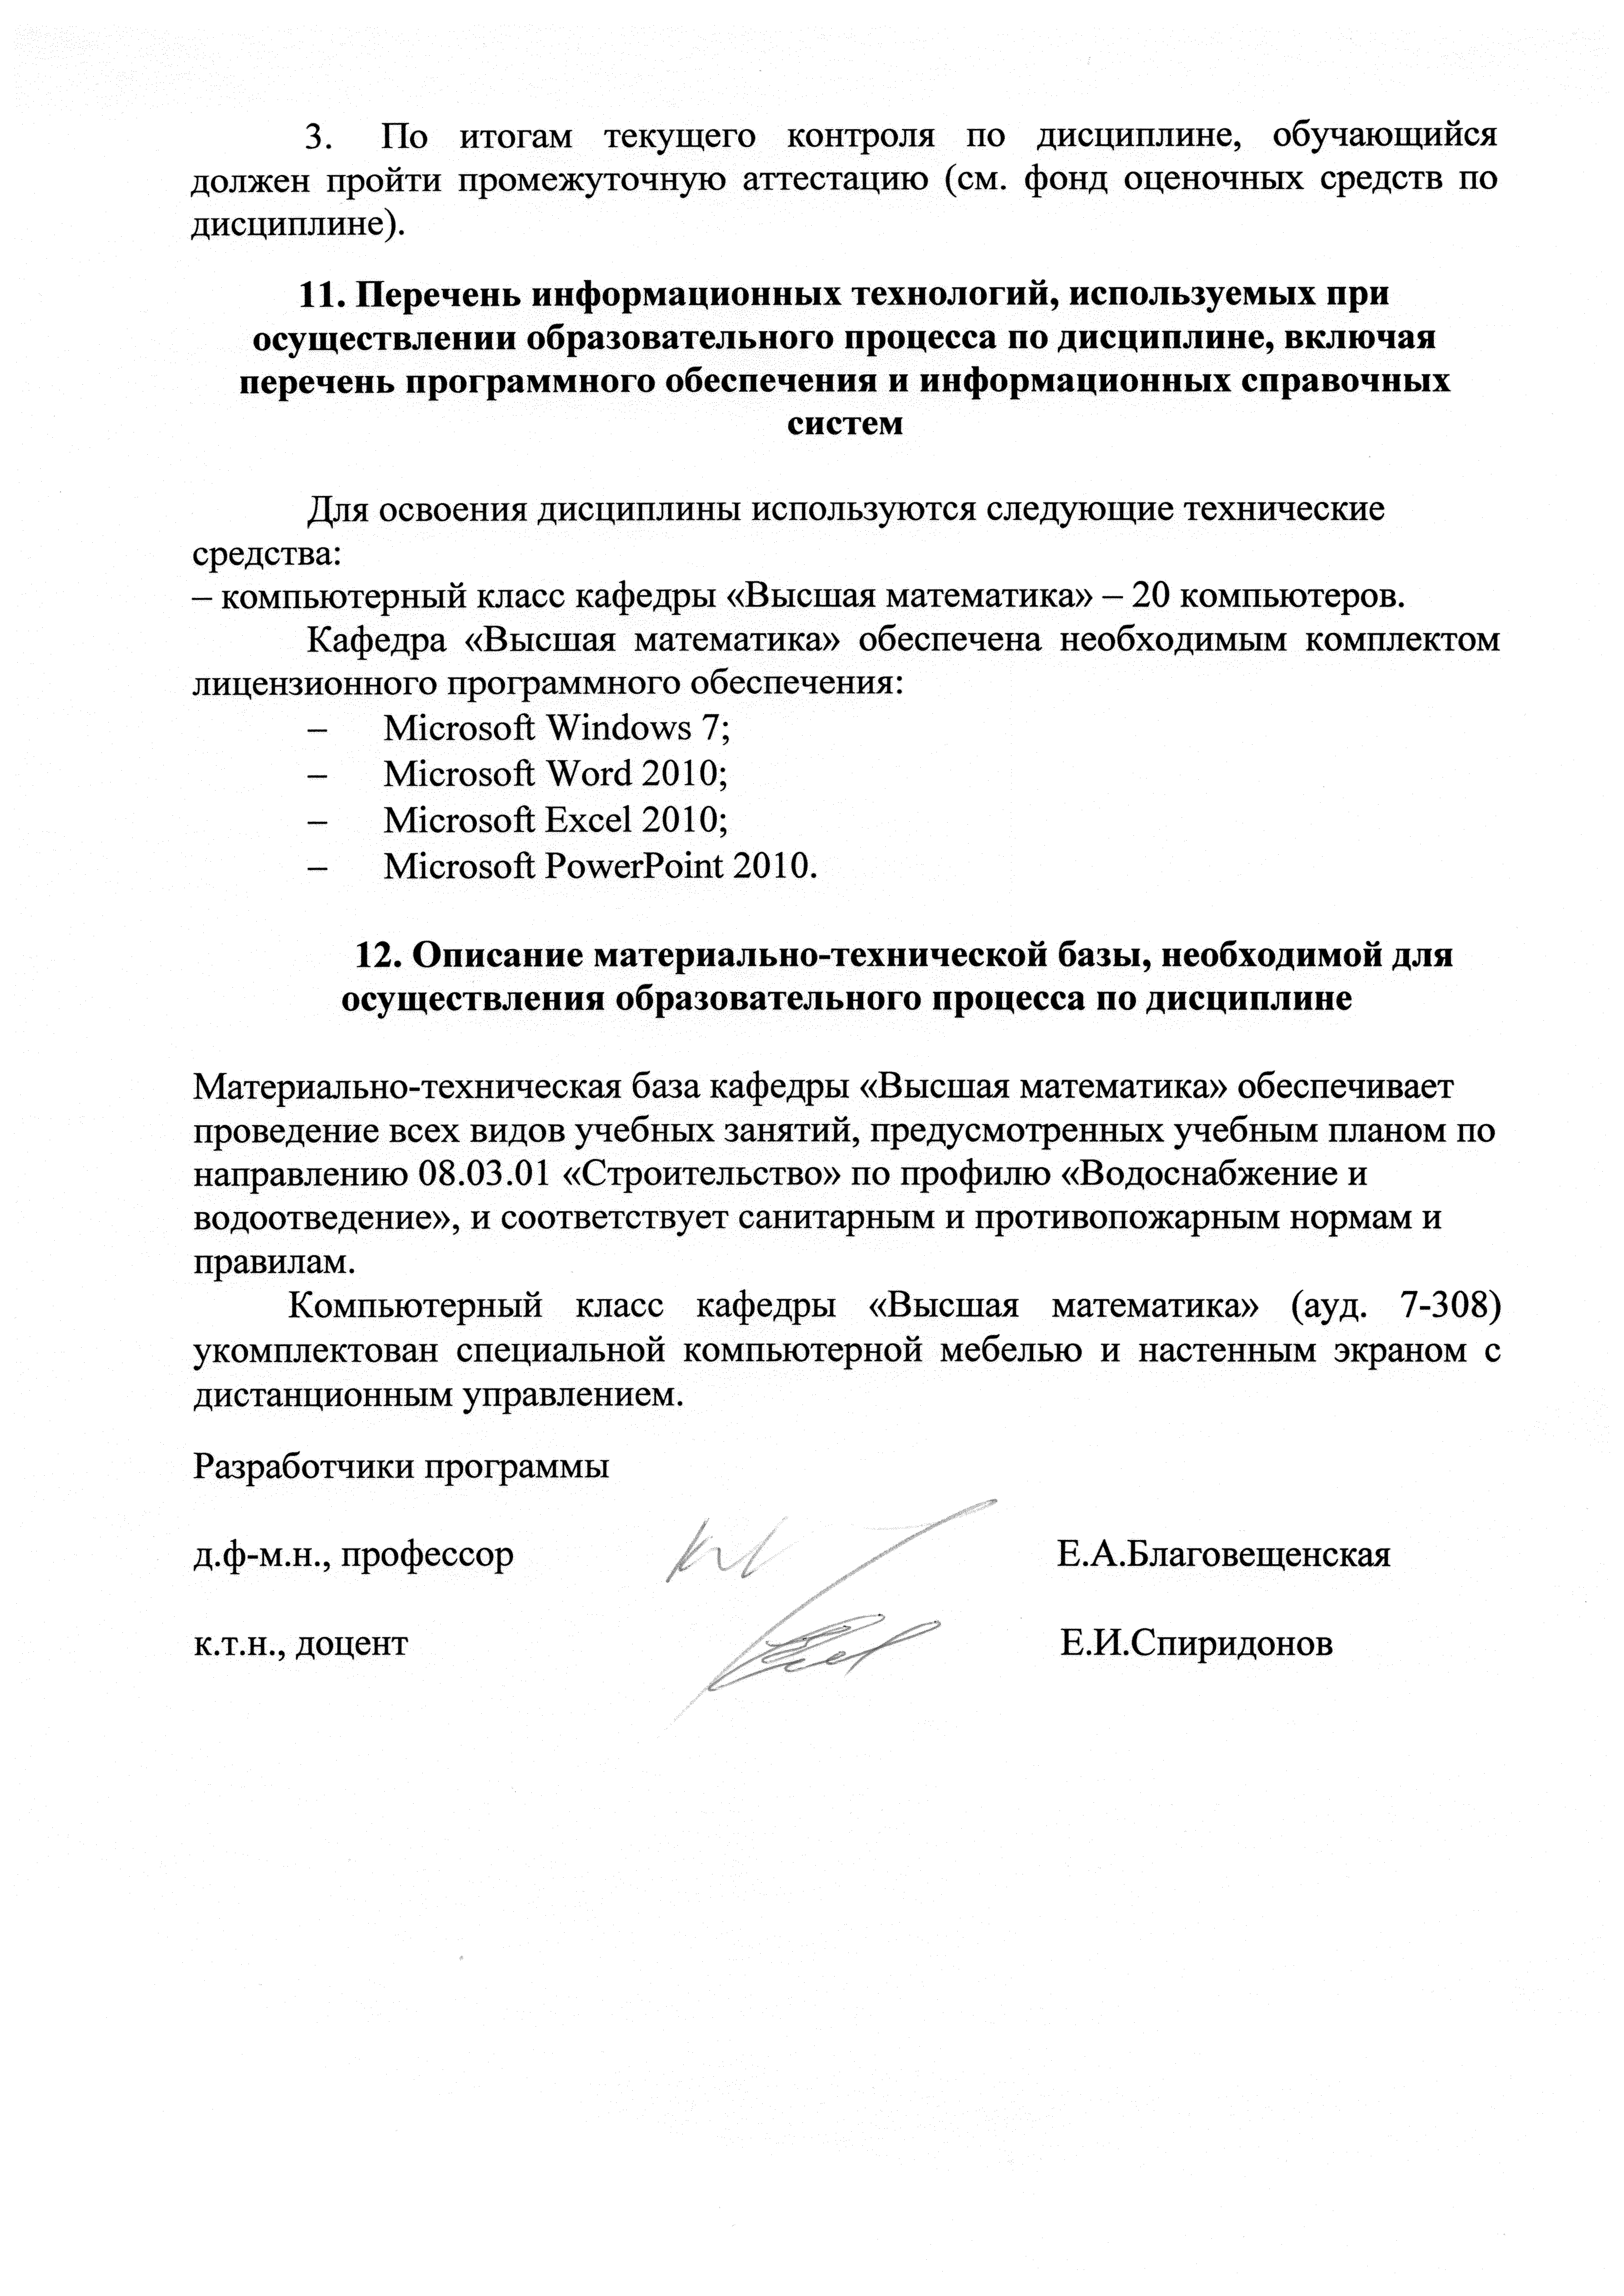 3. По итогам текущего контроля по дисциплине, обучающийся
должен пройти промежуточную аттестацию (см. фонд оценочных средств по
дисциплине).
11. Перечень информационных технологий, используемых при
осуществлении образовательного процесса по дисциплине, включая
перечень программного обеспечения и информационных справочных
систем
Для освоения дисциплины используются следующие технические
средства:
– компьютерный класс кафедры «Высшая математика» – 20 компьютеров.
Кафедра «Высшая математика» обеспечена необходимым комплектом
лицензионного программного обеспечения:
– Microsoft Windows 7;
– Microsoft Word 2010;
– Microsoft Excel 2010;
– Microsoft PowerPoint 2010.
12. Описание материально-технической базы, необходимой для
осуществления образовательного процесса по дисциплине
Материально-техническая база кафедры «Высшая математика» обеспечивает
проведение всех видов учебных занятий, предусмотренных учебным планом по
направлению 08.03.01 «Строительство» по профилю «Водоснабжение и
водоотведение», и соответствует санитарным и противопожарным нормам и
правилам.
Компьютерный класс кафедры «Высшая математика» (ауд. 7-308)
укомплектован специальной компьютерной мебелью и настенным экраном с
дистанционным управлением.
Разработчики программы
д.ф-м.н., профессор Е.А.Благовещенская
к.т.н., доцент Е.И.Спиридонов